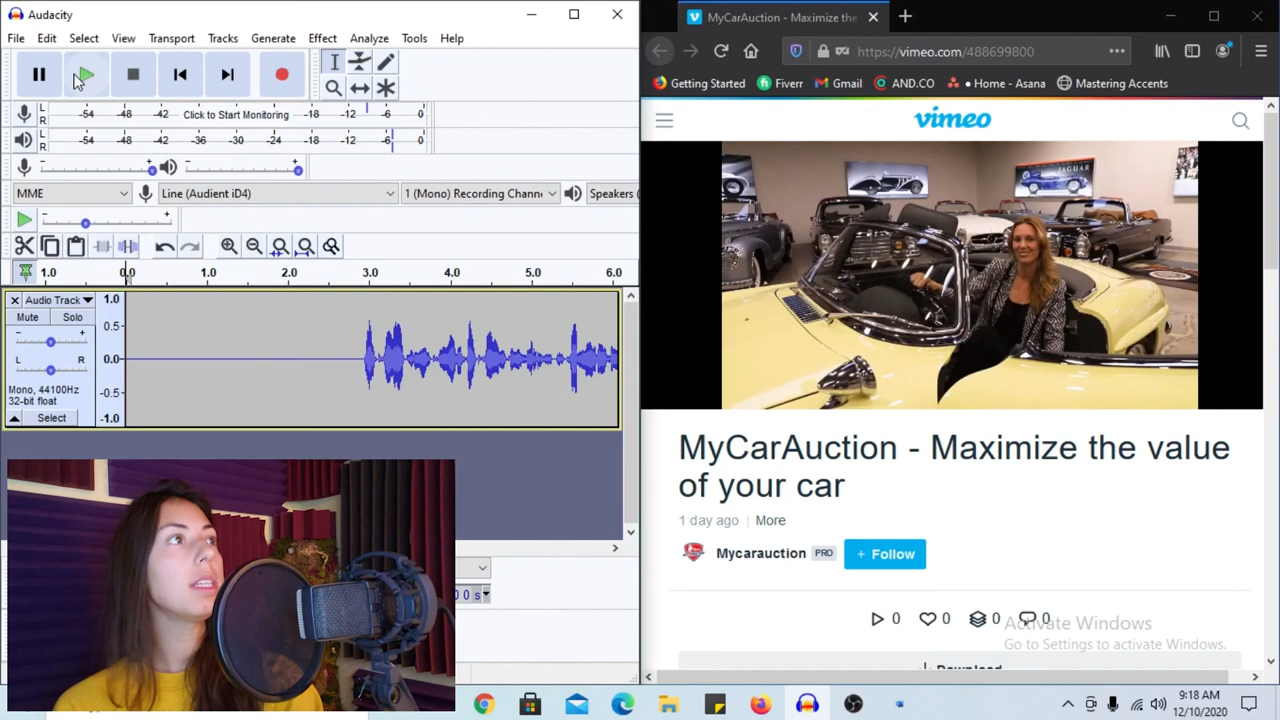 Audacity
File Edit Select View Transport Tracks Generate Effect Analyze Tools Help
L R -54 -48 -42 Click to Start Monitoring -18 -12 -6 0
L R -54 -48 -42 -36 -30 -24 -18 -12 -6 0
MME Line (Audient iD4) 1 (Mono) Recording Chann Speakers (
1.0 0.0 1.0 2.0 3.0 4.0 5.0 6.0
Audio Track
Mute Solo
- +
L R
Mono, 44100Hz
32-bit float
Select
1.0
0.5
0.0
-0.5
-1.0
0 0 s
MyCarAuction - Maximize the
https://vimeo.com/488699800
Getting Started Fiverr Gmail AND.CO Home - Asana Mastering Accents
vimeo
JAGUAR
MyCarAuction - Maximize the value
of your car
1 day ago More
Mycarauction PRO + Follow
0 0 0 0
Download
Activate Windows
Go to Settings to activate Windows.
9:18 AM
12/10/2020